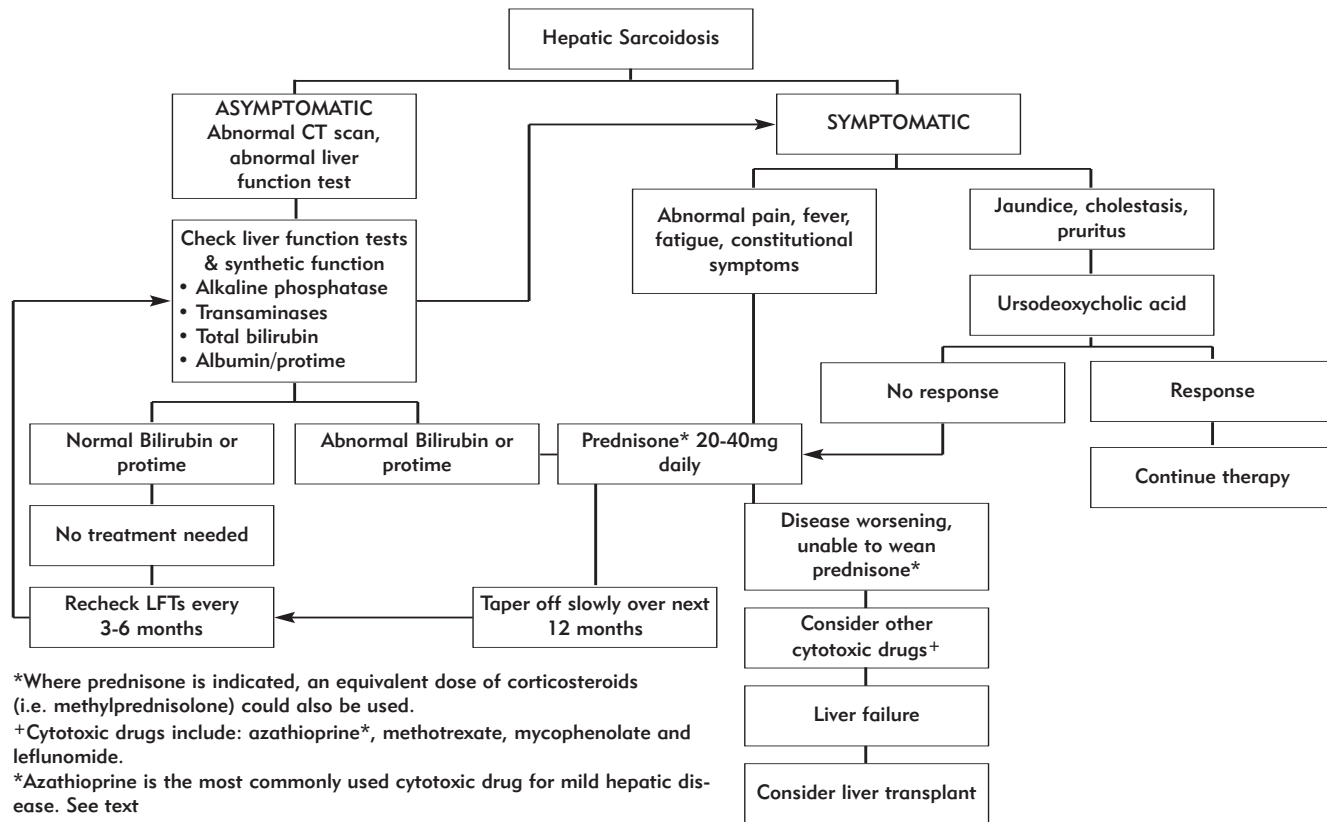 Hepatic Sarcoidosis
ASYMPTOMATIC
Abnormal CT scan,
abnormal liver
function test
SYMPTOMATIC
Check liver function tests
& synthetic function
• Alkaline phosphatase
• Transaminases
• Total bilirubin
• Albumin/protime
Abnormal pain, fever,
fatigue, constitutional
symptoms
Jaundice, cholestasis,
pruritus
Ursodeoxycholic acid
No response
Response
Normal Bilirubin or
protime
Abnormal Bilirubin or
protime
Prednisone* 20-40mg
daily
Continue therapy
No treatment needed
Disease worsening,
unable to wean
prednisone*
Recheck LFTs every
3-6 months
Taper off slowly over next
12 months
Consider other
cytotoxic drugs+
Liver failure
Consider liver transplant
*Where prednisone is indicated, an equivalent dose of corticosteroids
(i.e. methylprednisolone) could also be used.
+Cytotoxic drugs include: azathioprine*, methotrexate, mycophenolate and
leflunomide.
*Azathioprine is the most commonly used cytotoxic drug for mild hepatic dis-
ease. See text